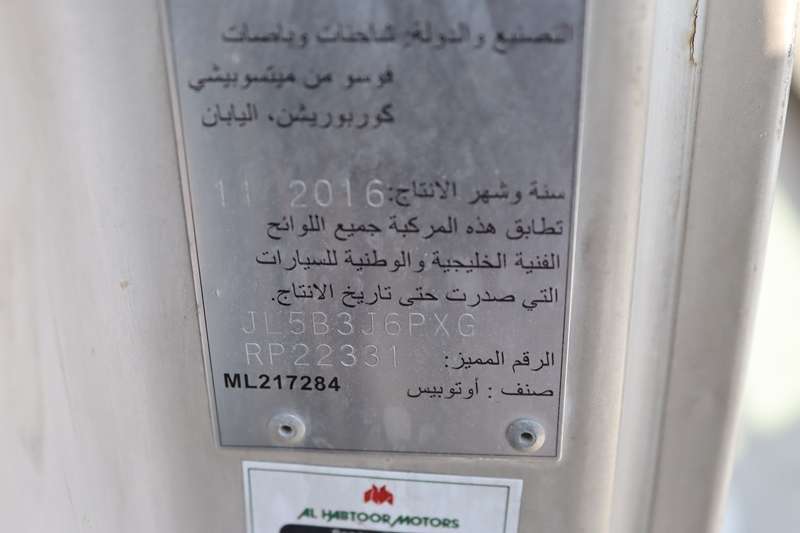 التصنيع والدولة: شاحنات وباصات
فوسو من ميتسوبيشي
كوربوريشن، اليابان
سنة وشهر الانتاج: 2016 11
تطابق هذه المركبة جميع اللوائح
الفنية الخليجية والوطنية للسيارات
التي صدرت حتى تاريخ الانتاج.
JL5B3J6PXG
الرقم المميز: RP22331
صنف : أوتوبيس ML217284
AL HABTOOR MOTORS